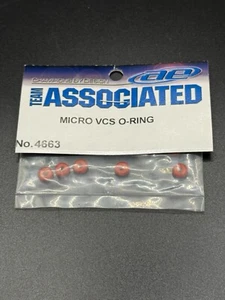 TEAM
ASSOCIATED
ae
MICRO VCS O-RING
No. 4663